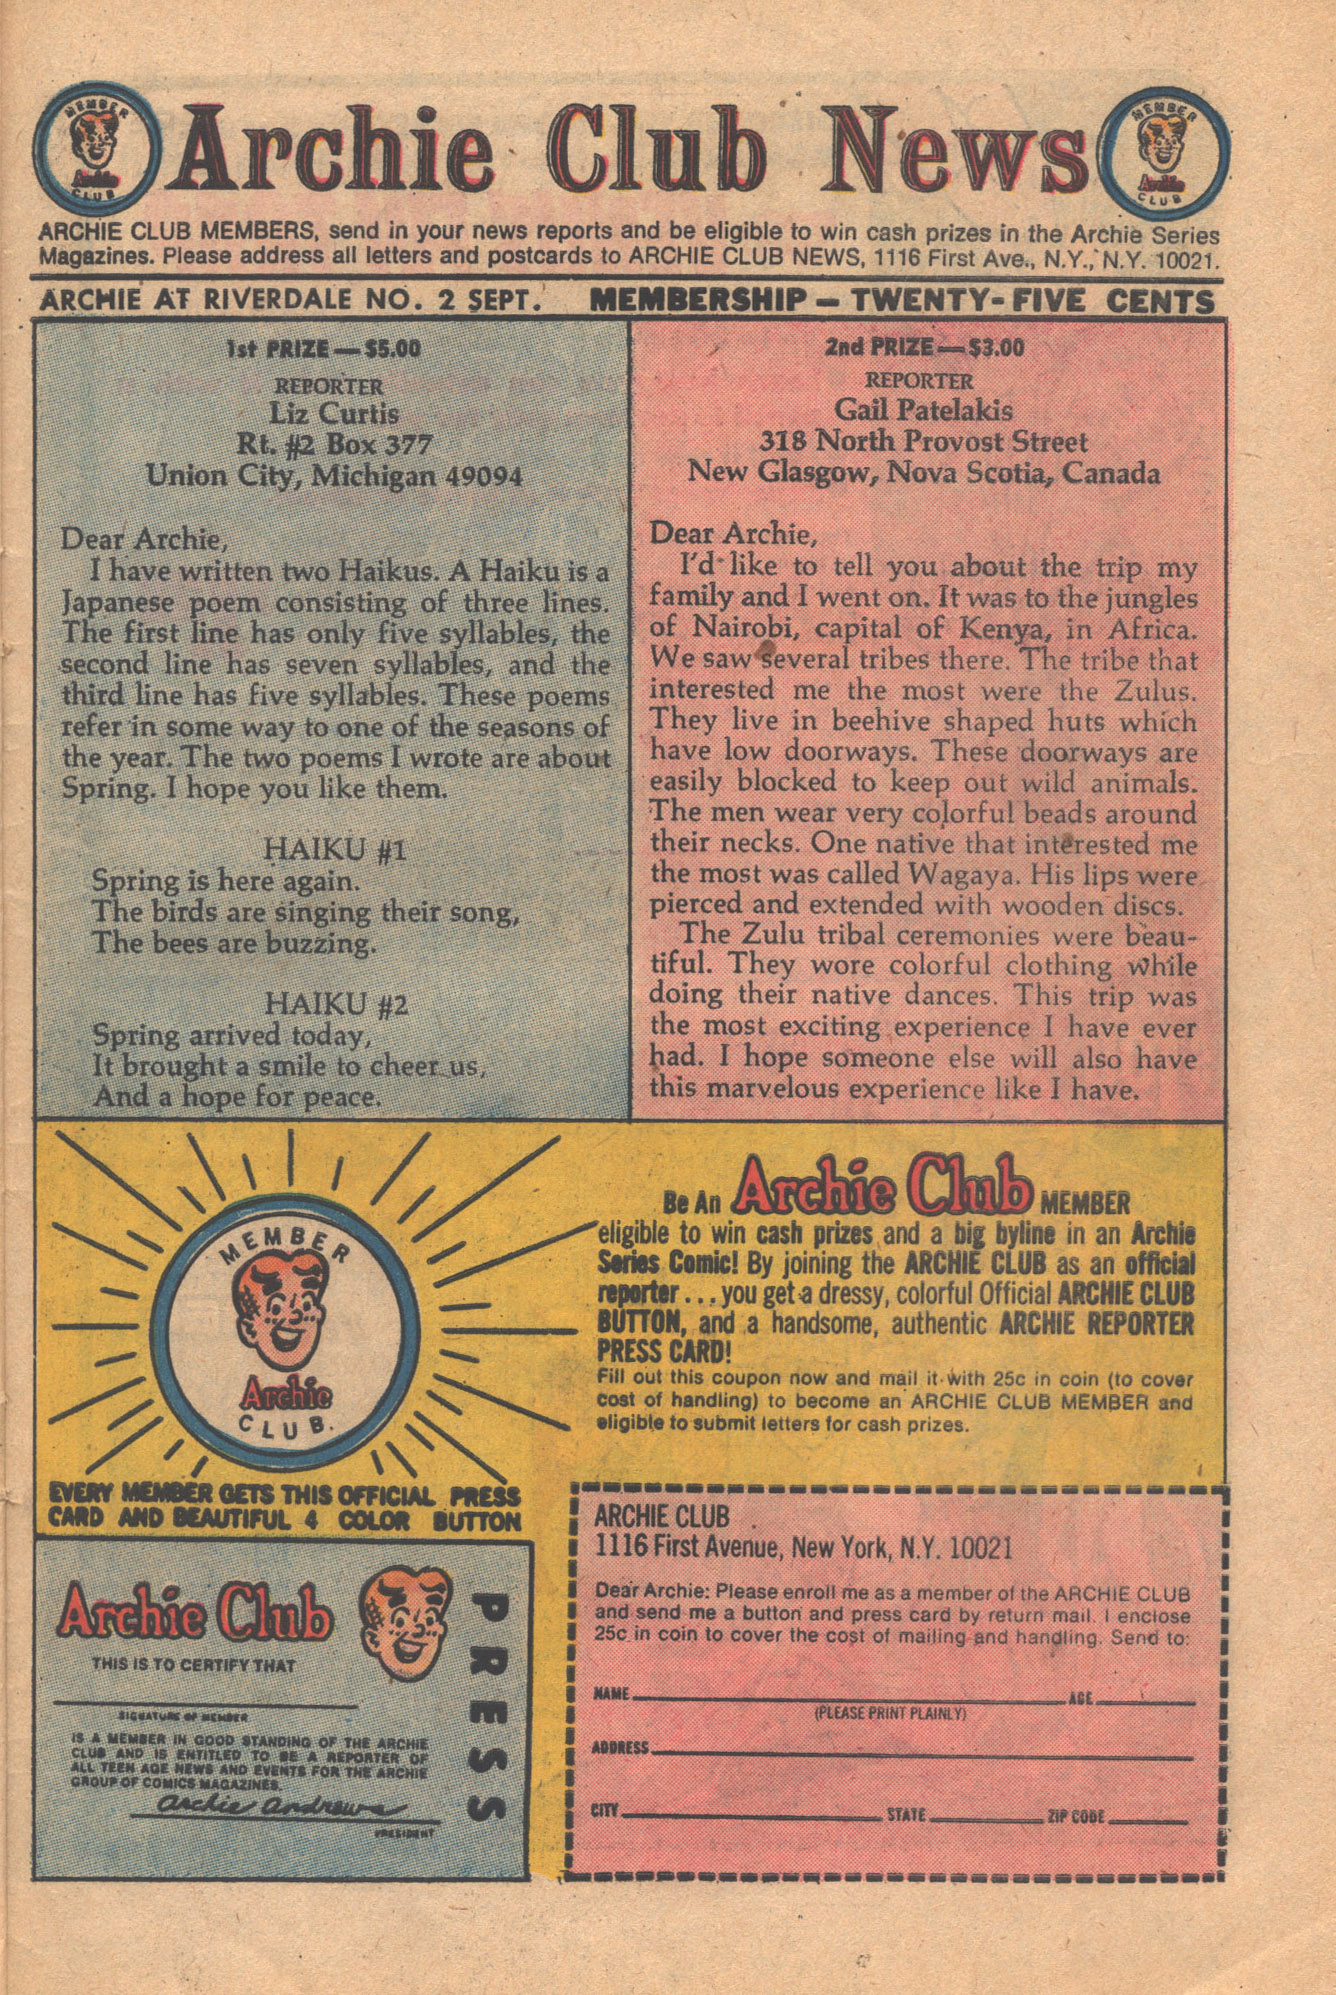 MEMBER
Archie
CLUB
Archie Club News
MEMBER
Archie
CLUB
ARCHIE CLUB MEMBERS, send in your news reports and be eligible to win cash prizes in the Archie Series
Magazines. Please address all letters and postcards to ARCHIE CLUB NEWS, 1116 First Ave., N.Y., N.Y. 10021.
ARCHIE AT RIVERDALE NO. 2 SEPT. MEMBERSHIP — TWENTY-FIVE CENTS
1st PRIZE — $5.00
REPORTER
Liz Curtis
Rt. #2 Box 377
Union City, Michigan 49094
Dear Archie,
I have written two Haikus. A Haiku is a
Japanese poem consisting of three lines.
The first line has only five syllables, the
second line has seven syllables, and the
third line has five syllables. These poems
refer in some way to one of the seasons of
the year. The two poems I wrote are about
Spring. I hope you like them.
HAIKU #1
Spring is here again.
The birds are singing their song,
The bees are buzzing.
HAIKU #2
Spring arrived today,
It brought a smile to cheer us,
And a hope for peace.
2nd PRIZE — $3.00
REPORTER
Gail Patelakis
318 North Provost Street
New Glasgow, Nova Scotia, Canada
Dear Archie,
I'd like to tell you about the trip my
family and I went on. It was to the jungles
of Nairobi, capital of Kenya, in Africa.
We saw several tribes there. The tribe that
interested me the most were the Zulus.
They live in beehive shaped huts which
have low doorways. These doorways are
easily blocked to keep out wild animals.
The men wear very colorful beads around
their necks. One native that interested me
the most was called Wagaya. His lips were
pierced and extended with wooden discs.
The Zulu tribal ceremonies were beau-
tiful. They wore colorful clothing while
doing their native dances. This trip was
the most exciting experience I have ever
had. I hope someone else will also have
this marvelous experience like I have.
MEMBER
Archie
CLUB.
EVERY MEMBER GETS THIS OFFICIAL PRESS
CARD AND BEAUTIFUL 4 COLOR BUTTON
Be An Archie Club MEMBER
eligible to win cash prizes and a big byline in an Archie
Series Comic! By joining the ARCHIE CLUB as an official
reporter . . . you get a dressy, colorful Official ARCHIE CLUB
BUTTON, and a handsome, authentic ARCHIE REPORTER
PRESS CARD!
Fill out this coupon now and mail it with 25c in coin (to cover
cost of handling) to become an ARCHIE CLUB MEMBER and
eligible to submit letters for cash prizes.
Archie Club
PRESS
THIS IS TO CERTIFY THAT
SIGNATURE OF MEMBER
IS A MEMBER IN GOOD STANDING OF THE ARCHIE
CLUB AND IS ENTITLED TO BE A REPORTER OF
ALL TEEN AGE NEWS AND EVENTS FOR THE ARCHIE
GROUP OF COMICS MAGAZINES.
Archie Andrews
PRESIDENT
ARCHIE CLUB
1116 First Avenue, New York, N.Y. 10021
Dear Archie: Please enroll me as a member of the ARCHIE CLUB
and send me a button and press card by return mail. I enclose
25c in coin to cover the cost of mailing and handling. Send to:
NAME AGE
(PLEASE PRINT PLAINLY)
ADDRESS
CITY STATE ZIP CODE